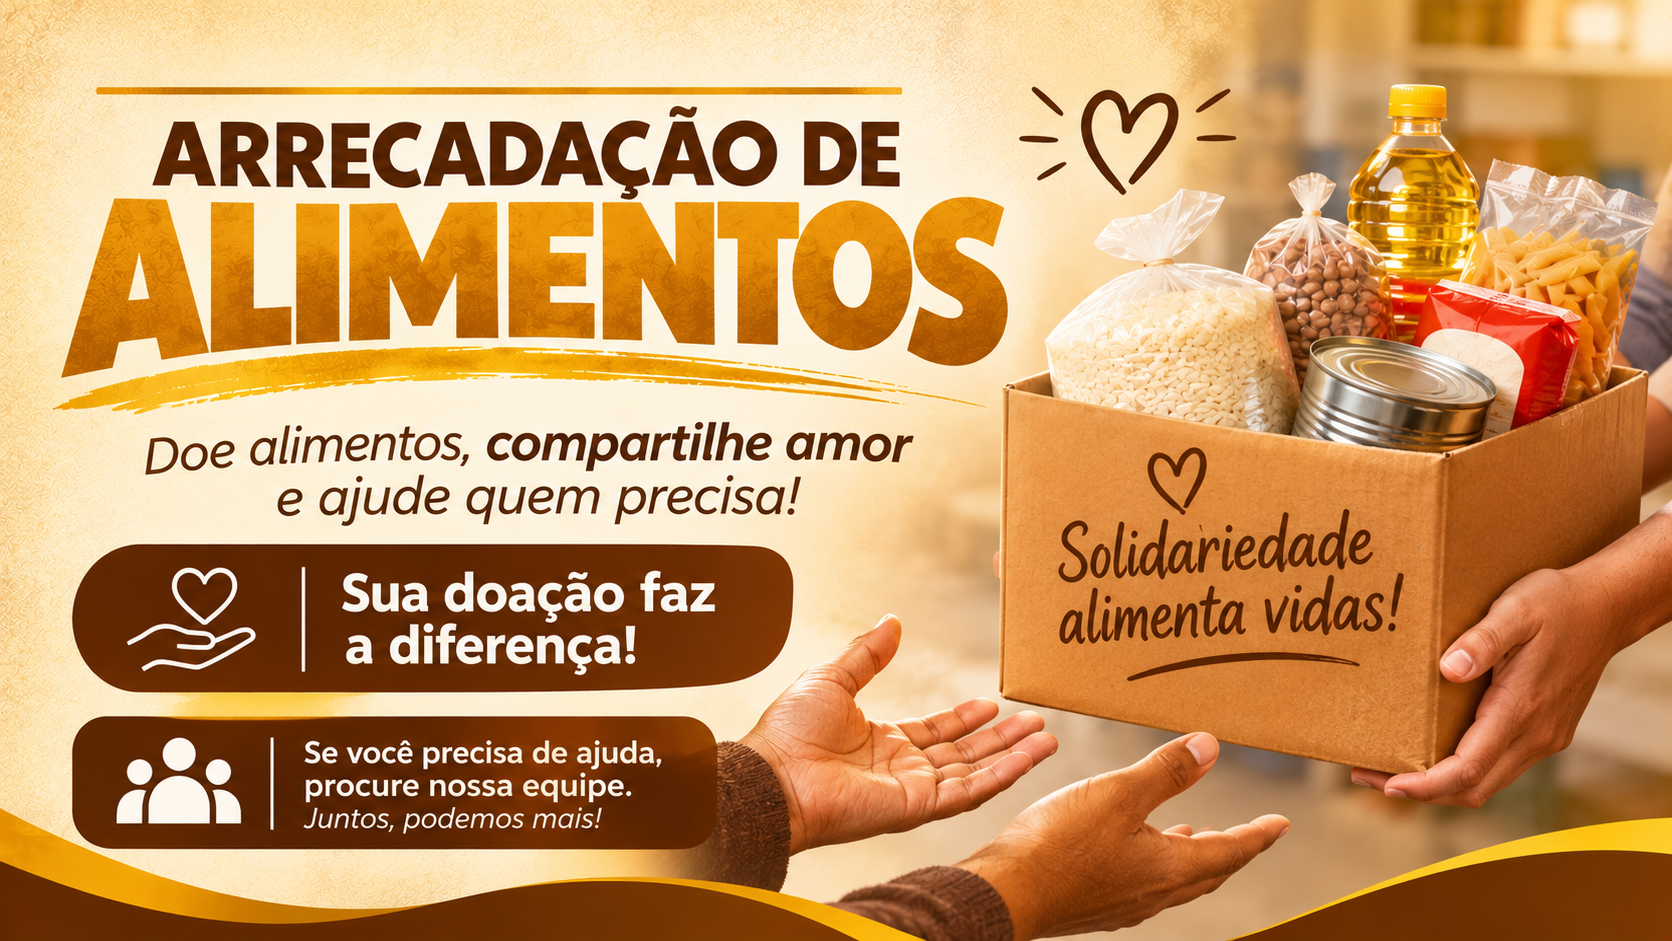 ARRECADAÇÃO DE
ALIMENTOS
Doe alimentos, compartilhe amor
e ajude quem precisa!
Sua doação faz
a diferença!
Se você precisa de ajuda,
procure nossa equipe.
Juntos, podemos mais!
Solidariedade
alimenta vidas!